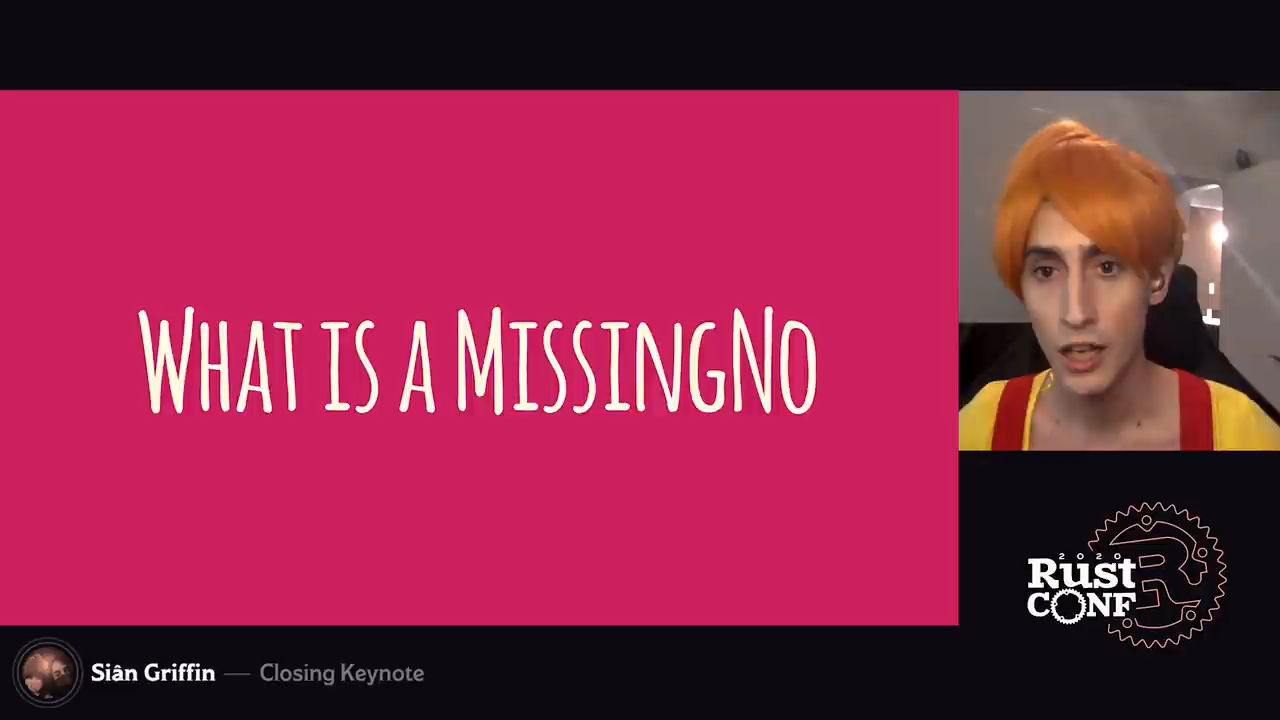 WHAT IS A MISSINGNO
2020
RUST
CONF
Siân Griffin — Closing Keynote